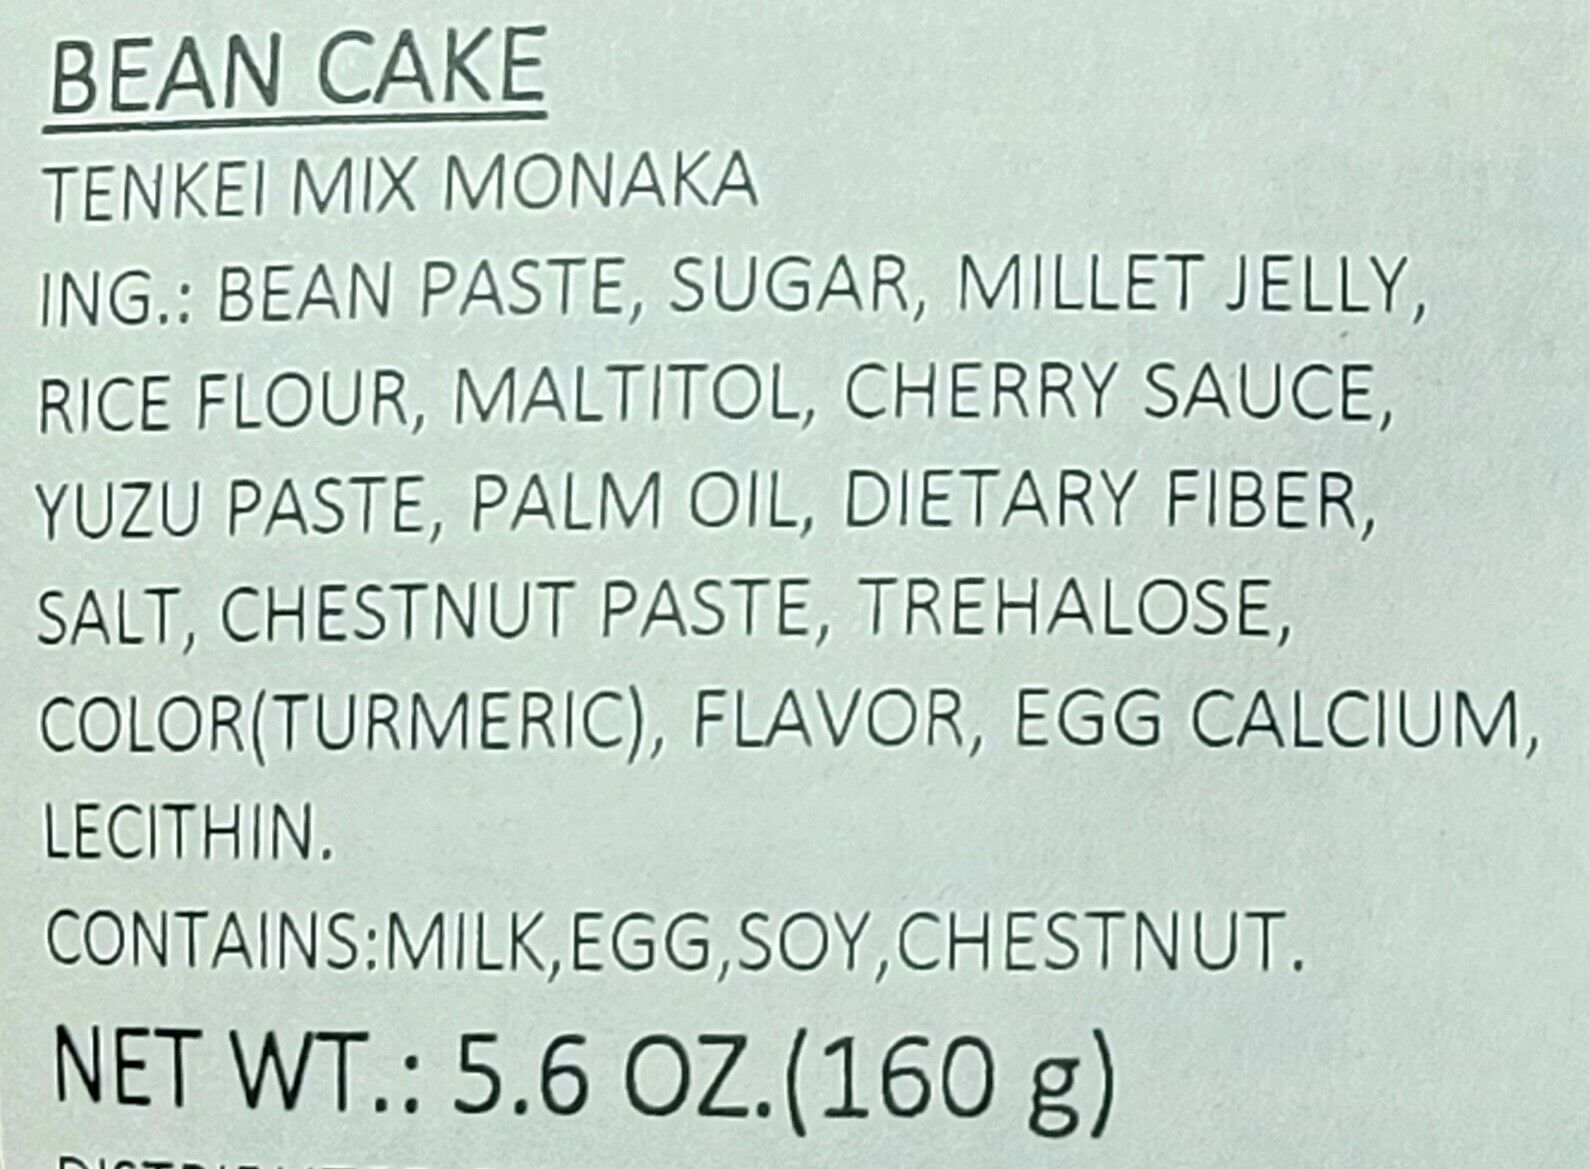 BEAN CAKE
TENKEI MIX MONAKA
ING.: BEAN PASTE, SUGAR, MILLET JELLY,
RICE FLOUR, MALTITOL, CHERRY SAUCE,
YUZU PASTE, PALM OIL, DIETARY FIBER,
SALT, CHESTNUT PASTE, TREHALOSE,
COLOR(TURMERIC), FLAVOR, EGG CALCIUM,
LECITHIN.
CONTAINS:MILK,EGG,SOY,CHESTNUT.
NET WT.: 5.6 OZ.(160 g)